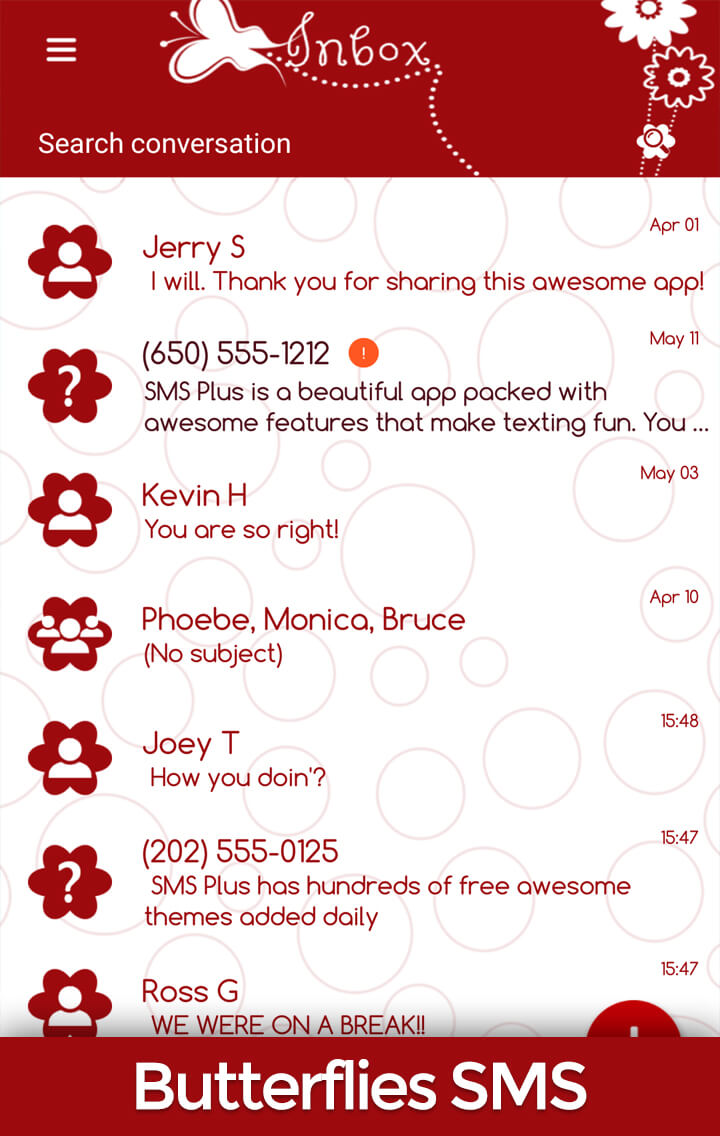 Inbox
Search conversation
Apr 01
Jerry S
I will. Thank you for sharing this awesome app!
May 11
(650) 555-1212 !
SMS Plus is a beautiful app packed with
awesome features that make texting fun. You ...
May 03
Kevin H
You are so right!
Apr 10
Phoebe, Monica, Bruce
(No subject)
15:48
Joey T
How you doin'?
15:47
(202) 555-0125
SMS Plus has hundreds of free awesome
themes added daily
15:47
Ross G
WE WERE ON A BREAK!!
Butterflies SMS